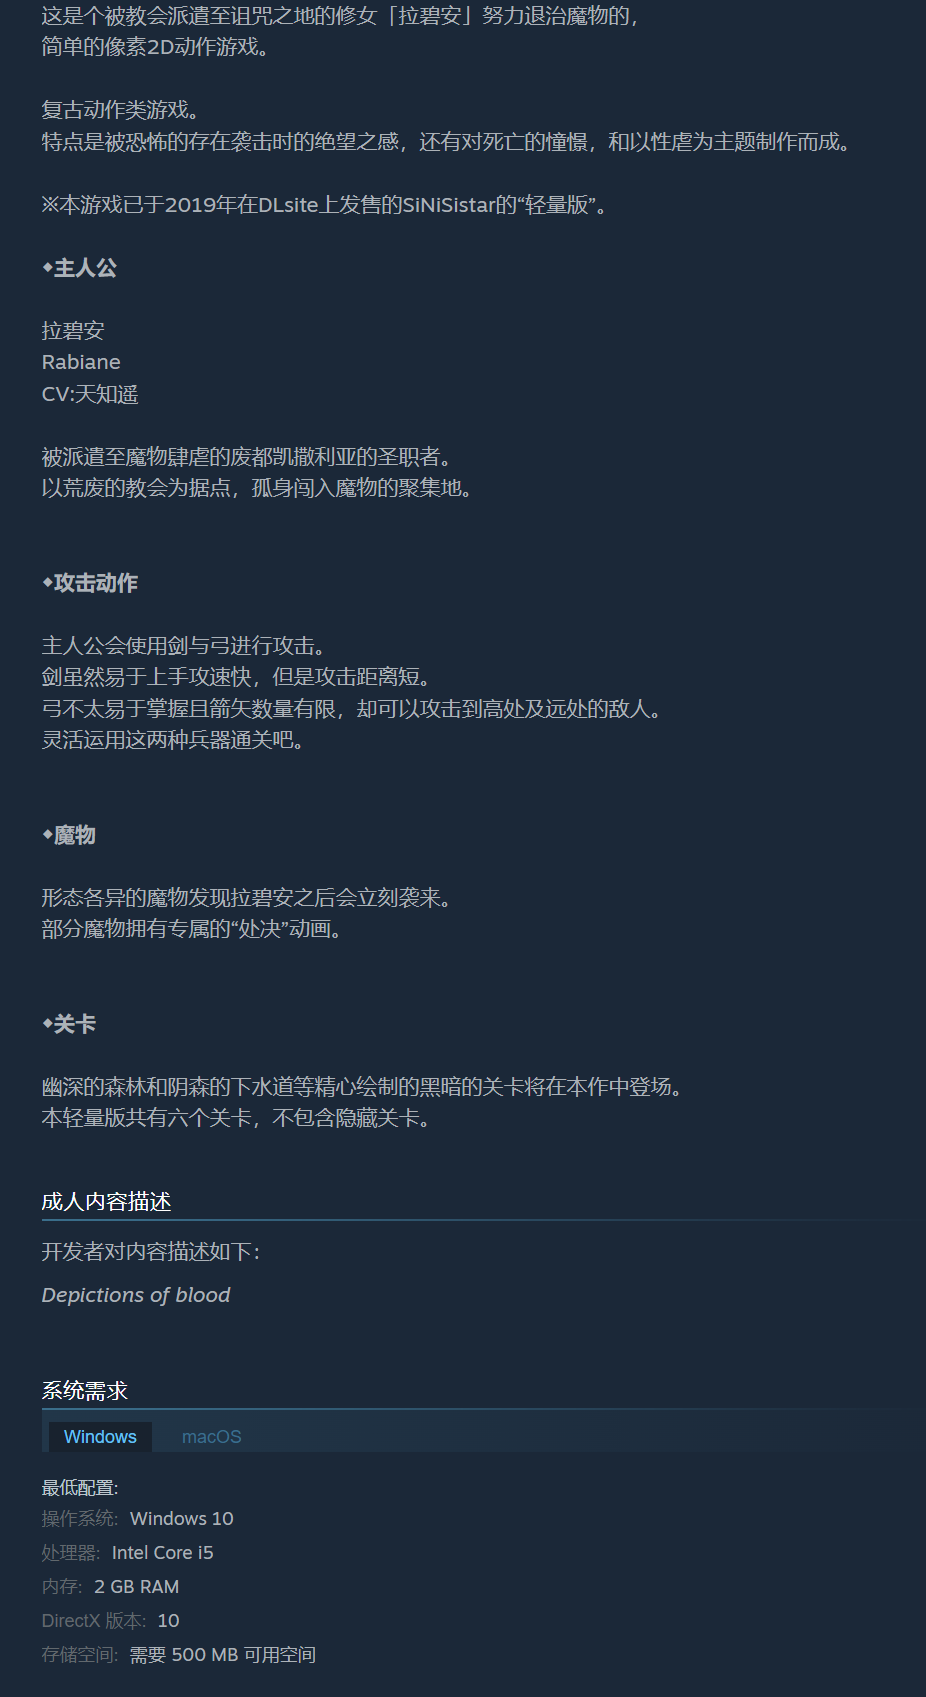 这是个被教会派遣至诅咒之地的修女「拉碧安」努力退治魔物的，
简单的像素2D动作游戏。
复古动作类游戏。
特点是被恐怖的存在袭击时的绝望之感，还有对死亡的憧憬，和以性虐为主题制作而成。
※本游戏已于2019年在DLsite上发售的SiNiSistar的“轻量版”。
◆主人公
拉碧安
Rabiane
CV:天知遥
被派遣至魔物肆虐的废都凯撒利亚的圣职者。
以荒废的教会为据点，孤身闯入魔物的聚集地。
◆攻击动作
主人公会使用剑与弓进行攻击。
剑虽然易于上手攻速快，但是攻击距离短。
弓不太易于掌握且箭矢数量有限，却可以攻击到高处及远处的敌人。
灵活运用这两种兵器通关吧。
◆魔物
形态各异的魔物发现拉碧安之后会立刻袭来。
部分魔物拥有专属的“处决”动画。
◆关卡
幽深的森林和阴森的下水道等精心绘制的黑暗的关卡将在本作中登场。
本轻量版共有六个关卡，不包含隐藏关卡。
成人内容描述
开发者对内容描述如下：
Depictions of blood
系统需求
Windows macOS
最低配置:
操作系统: Windows 10
处理器: Intel Core i5
内存: 2 GB RAM
DirectX 版本: 10
存储空间: 需要 500 MB 可用空间